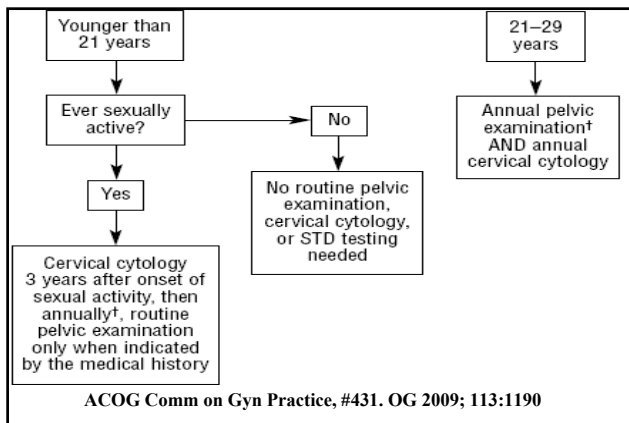 Younger than
21 years
Ever sexually
active?
No
Yes
No routine pelvic
examination,
cervical cytology,
or STD testing
needed
Cervical cytology
3 years after onset of
sexual activity, then
annually†, routine
pelvic examination
only when indicated
by the medical history
21–29
years
Annual pelvic
examination†
AND annual
cervical cytology
ACOG Comm on Gyn Practice, #431. OG 2009; 113:1190